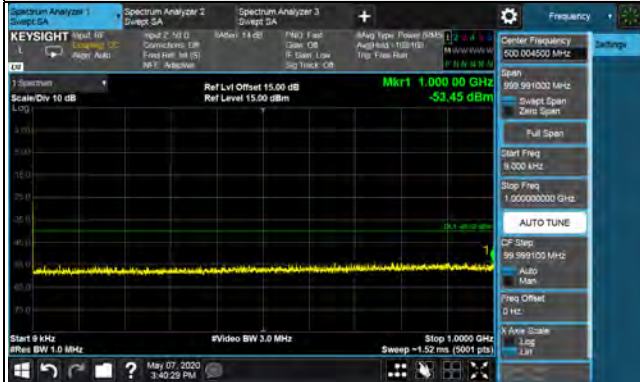 Spectrum Analyzer 1
Swept SA
Spectrum Analyzer 2
Swept SA
Spectrum Analyzer 3
Swept SA
Frequency
KEYSIGHT
Input: RF
Align: Auto
Input Z: 50 Ω
Corrections: Off
Freq Ref: Int (S)
NFE: Adaptive
#Atten: 14 dB
PNO: Fast
Gate: Off
IF Gain: Low
Sig Track: Off
Trig: Free Run
Center Frequency
500.004500 MHz
Settings
Span
999.991000 MHz
Swept Span
Zero Span
Full Span
Start Freq
9.000 kHz
Stop Freq
1.000000000 GHz
AUTO TUNE
CF Step
99.999100 MHz
Auto
Man
Freq Offset
0 Hz
X Axis Scale
Log
Lin
1 Spectrum
Scale/Div 10 dB
Log
Ref Lvl Offset 15.00 dB
Ref Level 15.00 dBm
Mkr1 1.000 00 GHz
-53.45 dBm
1
Start 9 kHz
#Res BW 1.0 MHz
#Video BW 3.0 MHz
Stop 1.0000 GHz
Sweep ~1.52 ms (5001 pts)
May 07, 2020
3:40:29 PM